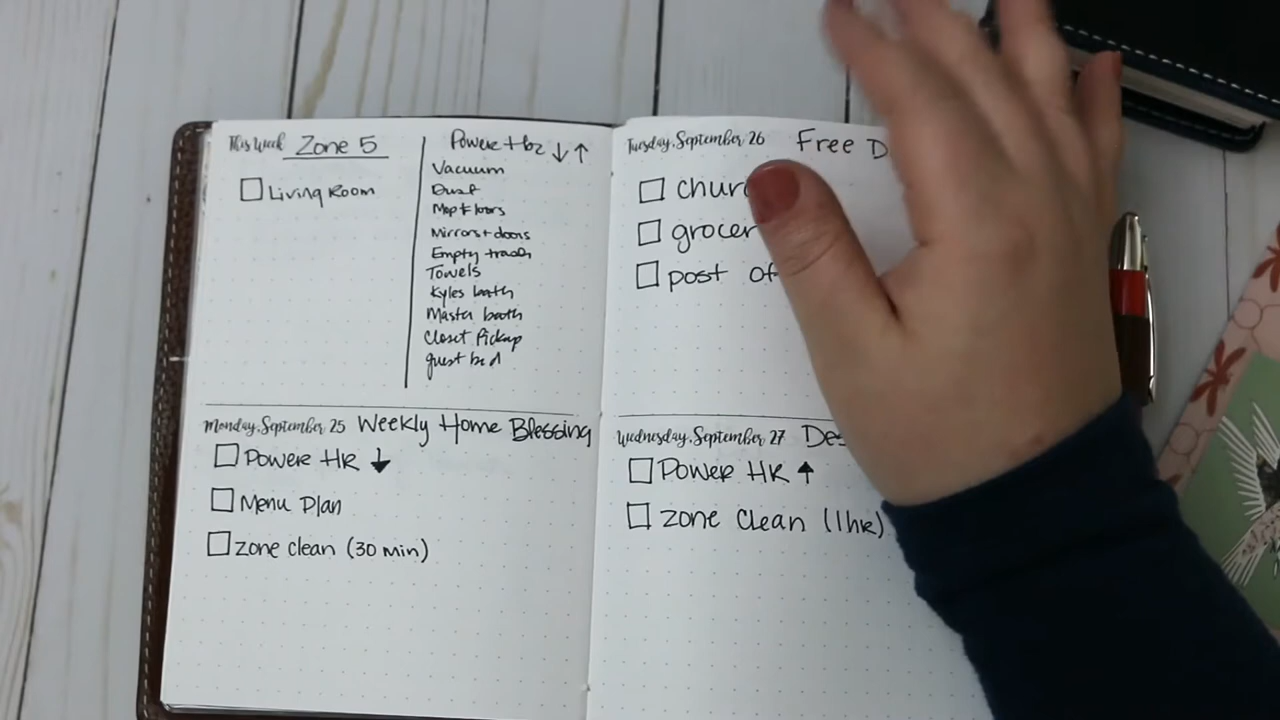 This Week Zone 5
Living Room
Power Hr ↓ ↑
Vacuum
Dust
Mop floors
Mirrors + doors
Empty trash
Towels
Kyles bath
Master bath
Closet Pickup
guest bed
Monday, September 25 Weekly Home Blessing
Power HR ↓
Menu Plan
Zone clean (30 min)
Tuesday, September 26 Free D
chur
grocer
post of
Wednesday, September 27 Des
Power HR ↑
Zone Clean (1hr)